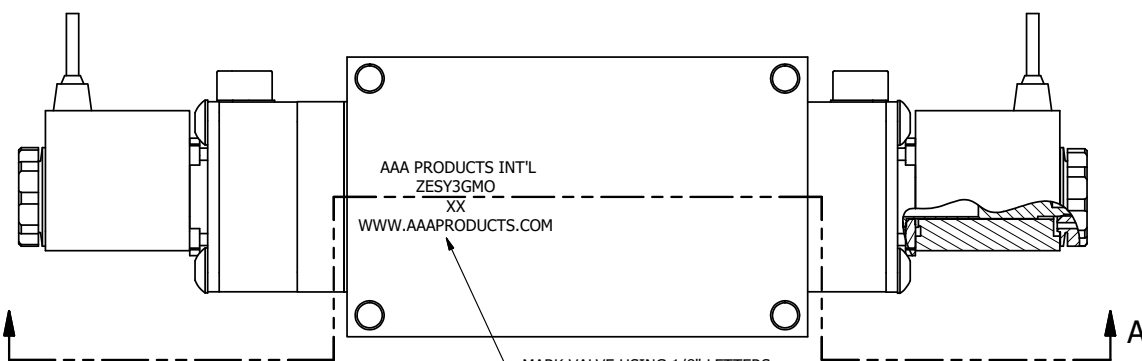 AAA PRODUCTS INT'L
ZESY3GMO
XX
WWW.AAAPRODUCTS.COM
A